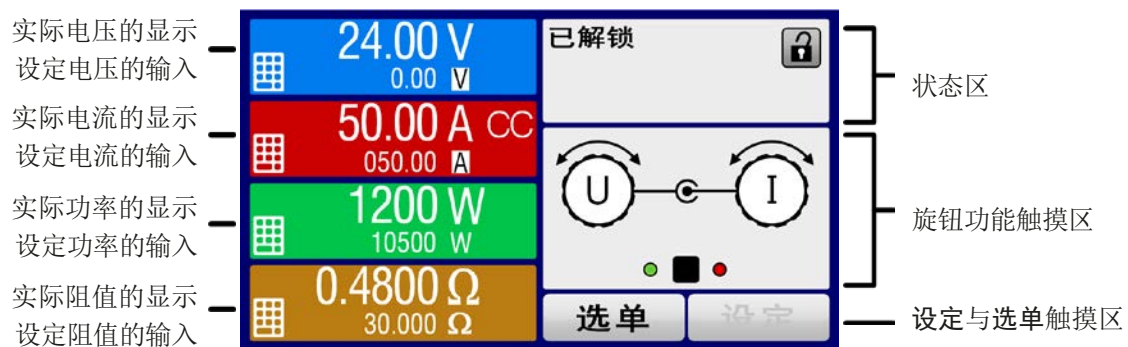 实际电压的显示
设定电压的输入
实际电流的显示
设定电流的输入
实际功率的显示
设定功率的输入
实际阻值的显示
设定阻值的输入
24.00 V
0.00 V
50.00 A CC
050.00 A
1200 W
10500 W
0.4800 Ω
30.000 Ω
已解锁
U
I
选单
设定
状态区
旋钮功能触摸区
设定与选单触摸区